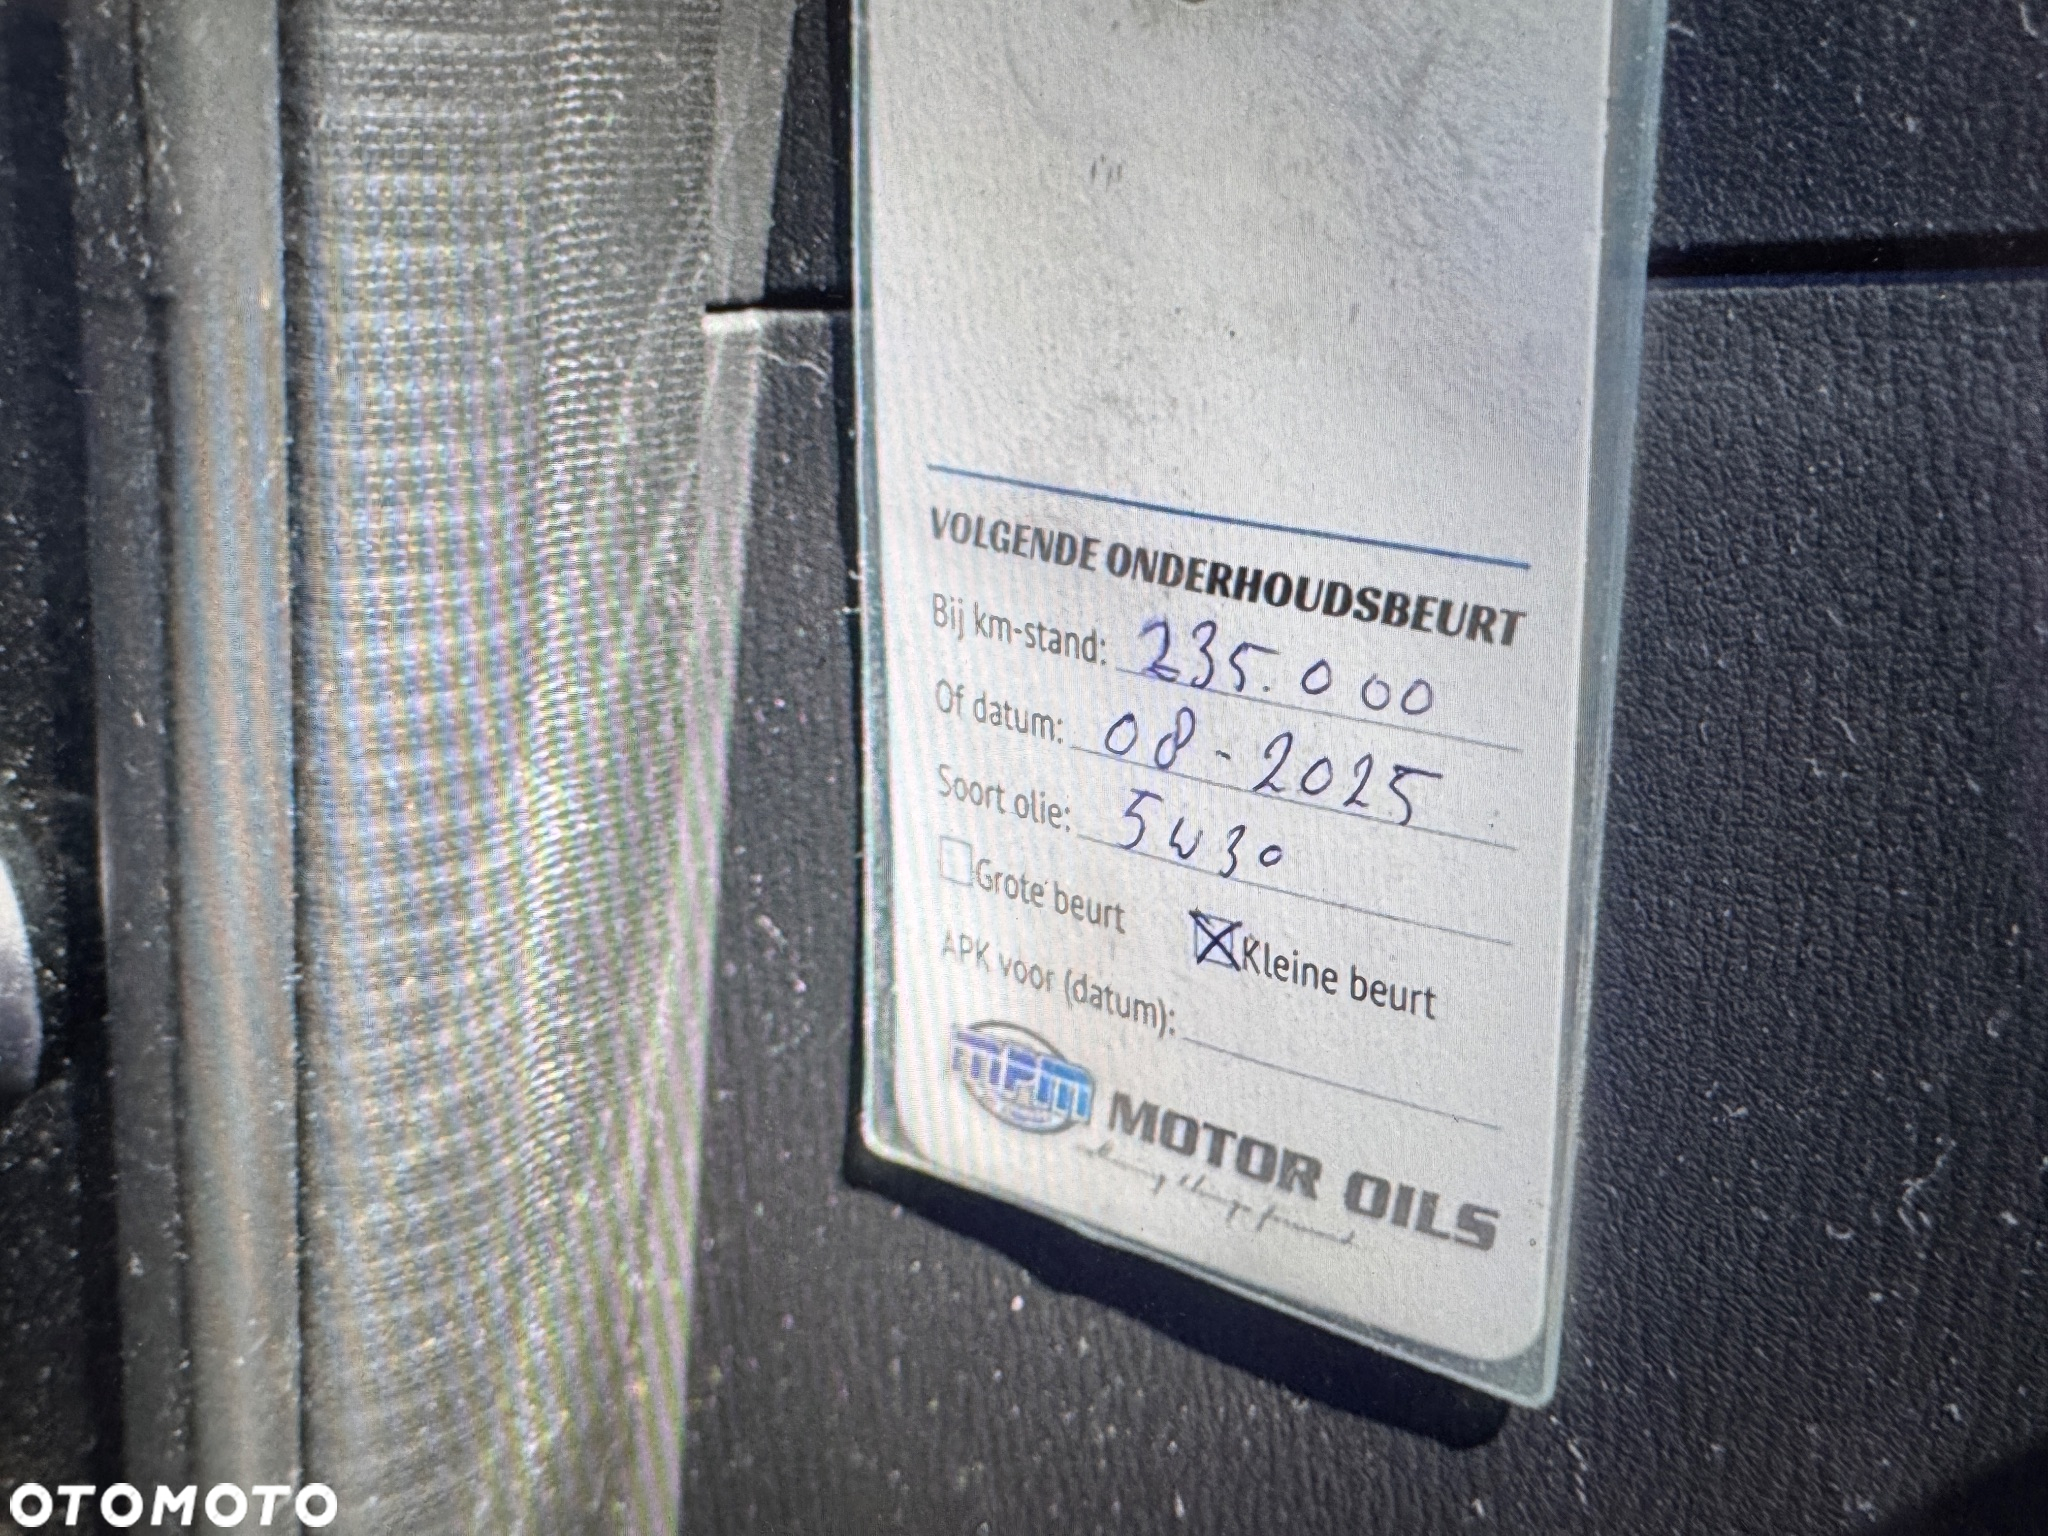 VOLGENDE ONDERHOUDSBEURT
Bij km-stand: 235.000
Of datum: 08-2025
Soort olie: 5w30
Grote beurt Kleine beurt
APK voor (datum):
mpm MOTOR OILS
OTOMOTO